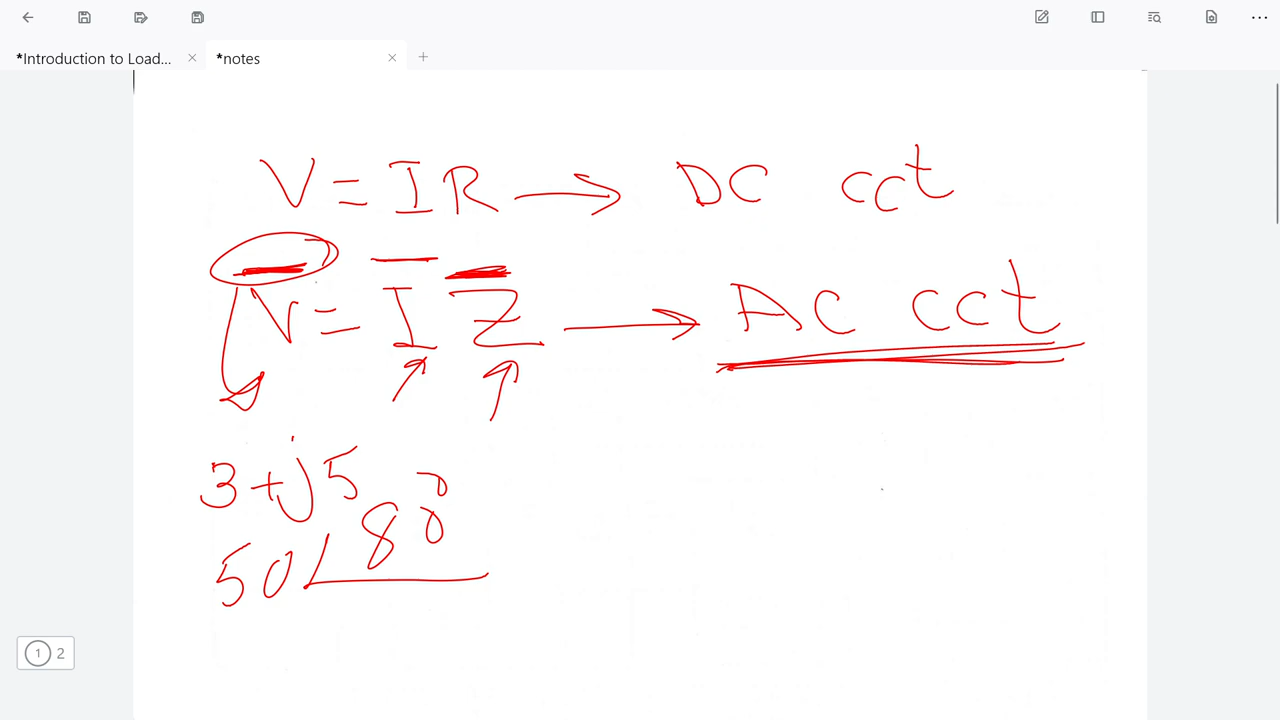 *Introduction to Load...
*notes
V = IR → DC cct
V̅ = I̅ Z̅ → AC cct
3 + j5
50∠80°
1 2